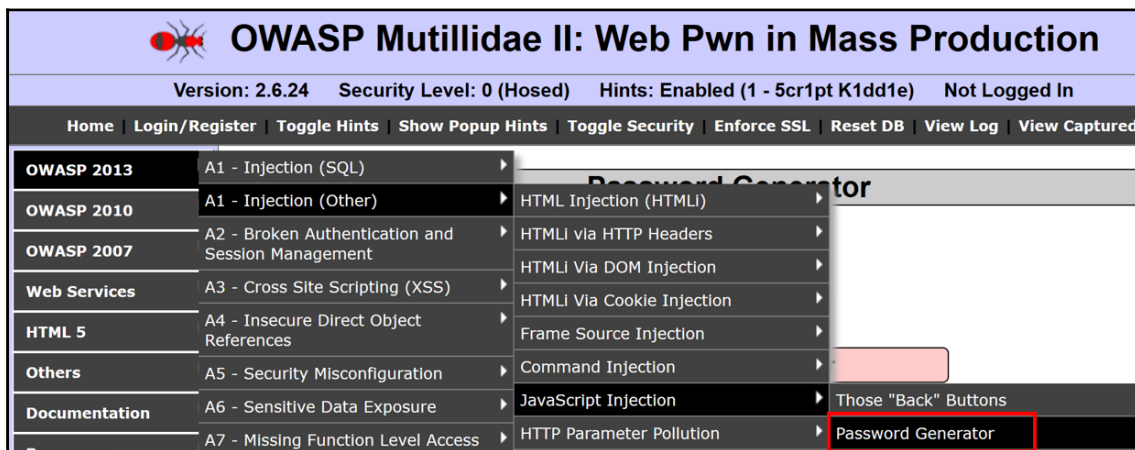 OWASP Mutillidae II: Web Pwn in Mass Production
Version: 2.6.24 Security Level: 0 (Hosed) Hints: Enabled (1 - 5cr1pt K1dd1e) Not Logged In
Home Login/Register Toggle Hints Show Popup Hints Toggle Security Enforce SSL Reset DB View Log View Captured
OWASP 2013
OWASP 2010
OWASP 2007
Web Services
HTML 5
Others
Documentation
A1 - Injection (SQL)
A1 - Injection (Other)
A2 - Broken Authentication and
Session Management
A3 - Cross Site Scripting (XSS)
A4 - Insecure Direct Object
References
A5 - Security Misconfiguration
A6 - Sensitive Data Exposure
A7 - Missing Function Level Access
Password Generator
HTML Injection (HTMLi)
HTMLi via HTTP Headers
HTMLi Via DOM Injection
HTMLi Via Cookie Injection
Frame Source Injection
Command Injection
JavaScript Injection
HTTP Parameter Pollution
Those "Back" Buttons
Password Generator